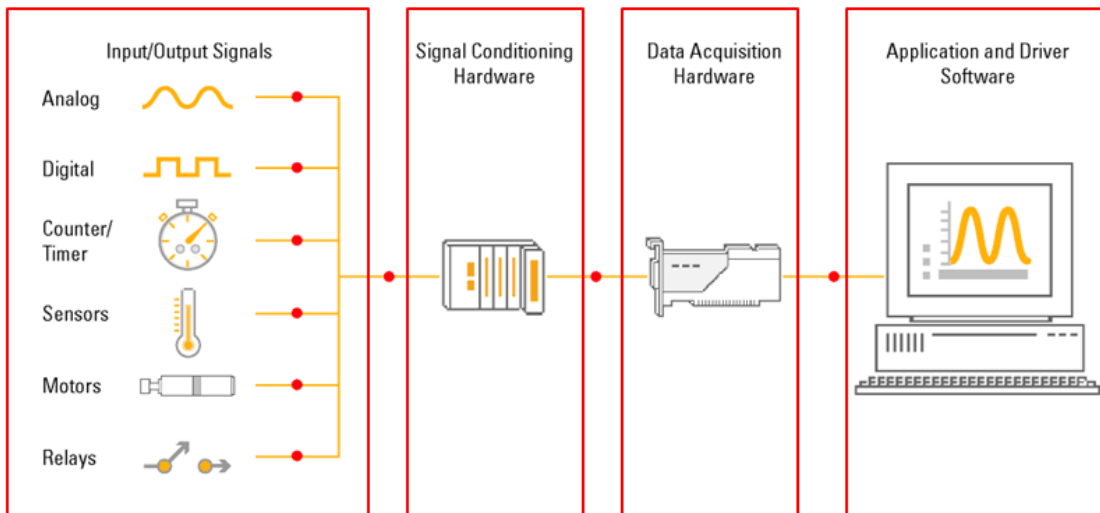 Input/Output Signals
Analog
Digital
Counter/
Timer
Sensors
Motors
Relays
Signal Conditioning
Hardware
Data Acquisition
Hardware
Application and Driver
Software